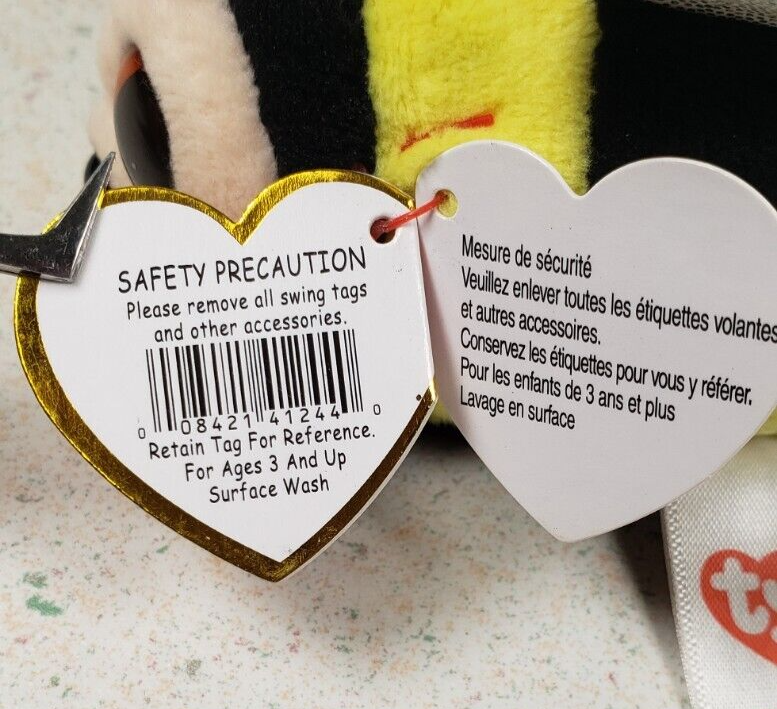 SAFETY PRECAUTION
Please remove all swing tags
and other accessories.
0 08421 41244 0
Retain Tag For Reference.
For Ages 3 And Up
Surface Wash
Mesure de sécurité
Veuillez enlever toutes les étiquettes volantes
et autres accessoires.
Conservez les étiquettes pour vous y référer.
Pour les enfants de 3 ans et plus
Lavage en surface
ty